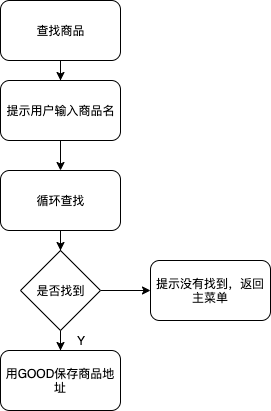 查找商品
提示用户输入商品名
循环查找
是否找到
提示没有找到，返回
主菜单
Y
用GOOD保存商品地
址